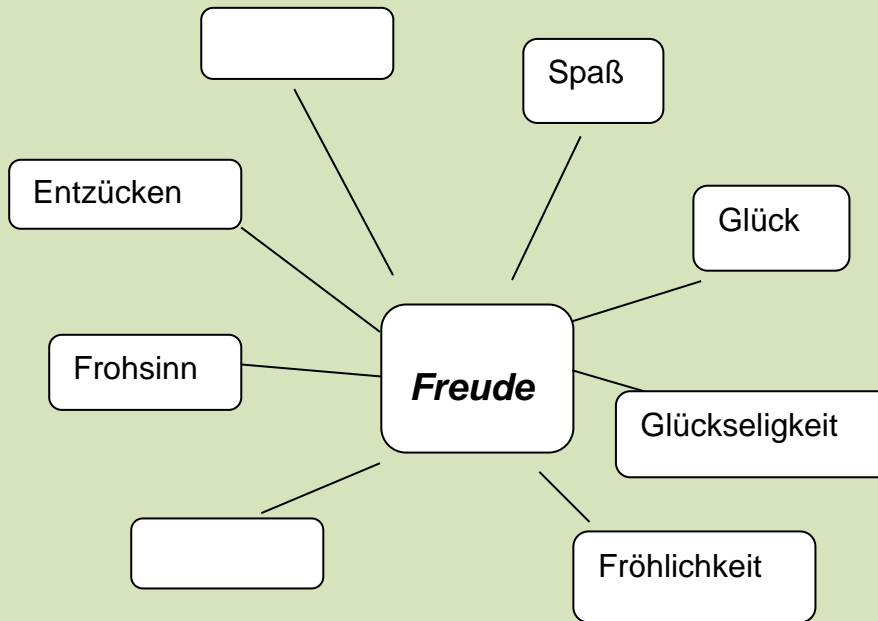 Spaß
Entzücken
Glück
Frohsinn
Freude
Glückseligkeit
Fröhlichkeit